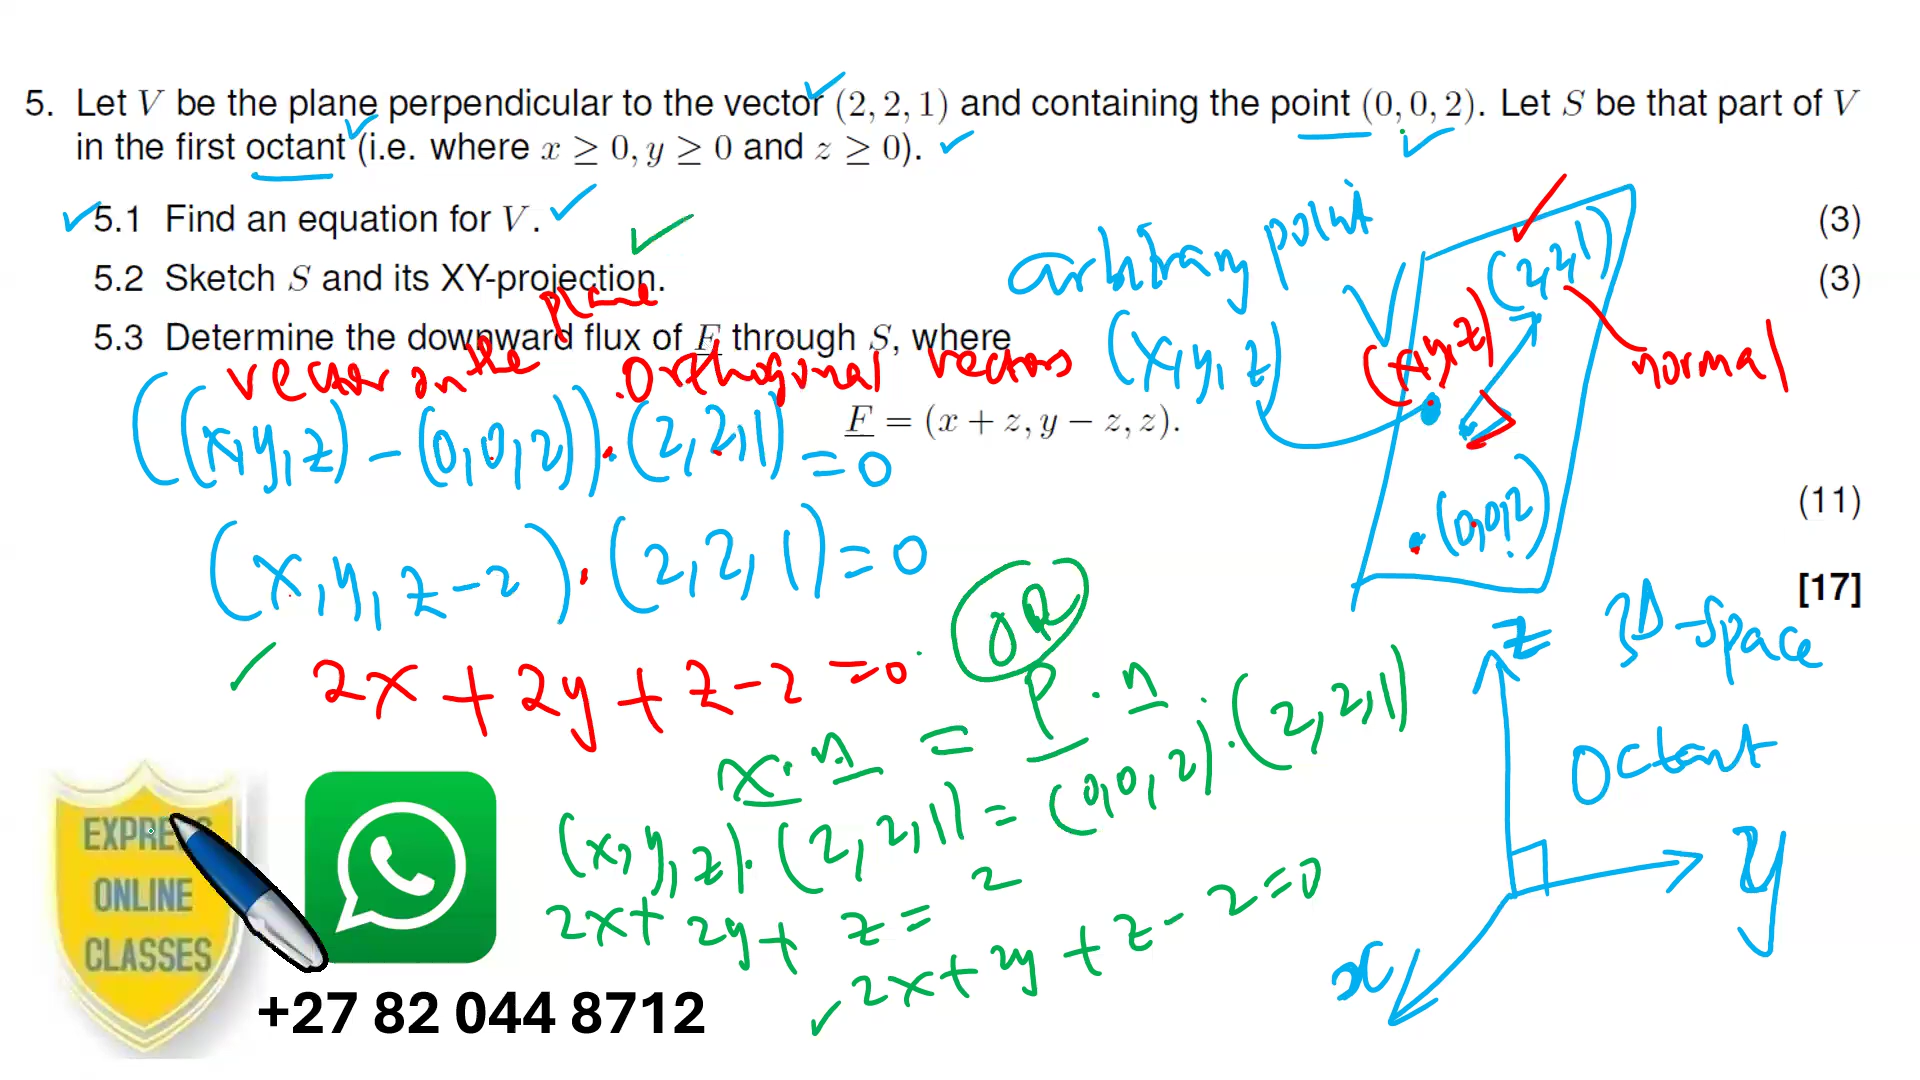 5. Let V be the plane perpendicular to the vector (2, 2, 1) and containing the point (0, 0, 2). Let S be that part of V
in the first octant (i.e. where x ≥ 0, y ≥ 0 and z ≥ 0).
5.1 Find an equation for V. (3)
5.2 Sketch S and its XY-projection. (3)
5.3 Determine the downward flux of F through S, where
F = (x + z, y − z, z).
(11)
[17]
vector on the plane
orthogonal vectors
((x,y,z) - (0,0,2)) . (2,2,1) = 0
(x, y, z-2) . (2,2,1) = 0
2x + 2y + z - 2 = 0
OR
x . n = p . n
(x, y, z) . (2, 2, 1) = (0,0,2) . (2,2,1)
2x + 2y + z = 2
2x + 2y + z - 2 = 0
arbitrary point
(x,y,z)
V
(2,2,1)
(x,y,z)
normal
(0,0,2)
3D-space
z
octant
y
x
EXPRE
ONLINE
CLASSES
+27 82 044 8712